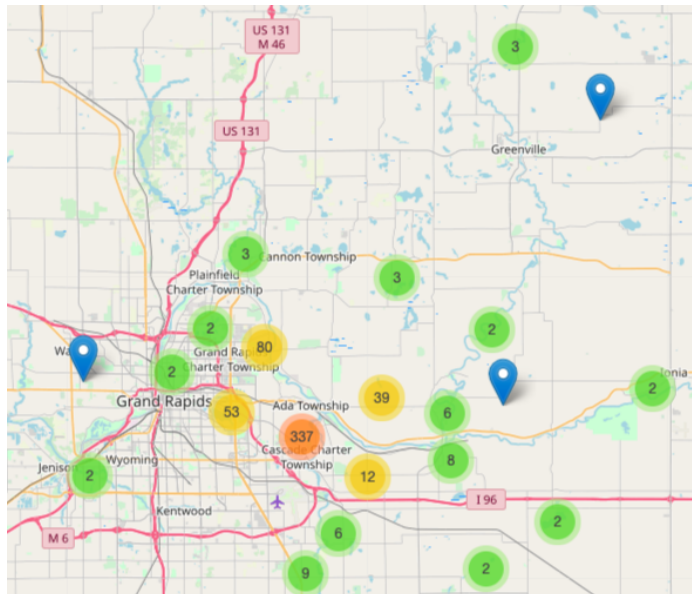 US 131
M 46
3
US 131
Greenville
3
Cannon Township
Plainfield
Charter Township
3
2
2
80
Wa
Grand Rap
Charter Township
2
2
Ionia
39
Grand Rapids
53
Ada Township
6
337
Cascade Charter
Township
8
Jenison
Wyoming
2
12
I 96
Kentwood
2
M 6
6
9
2